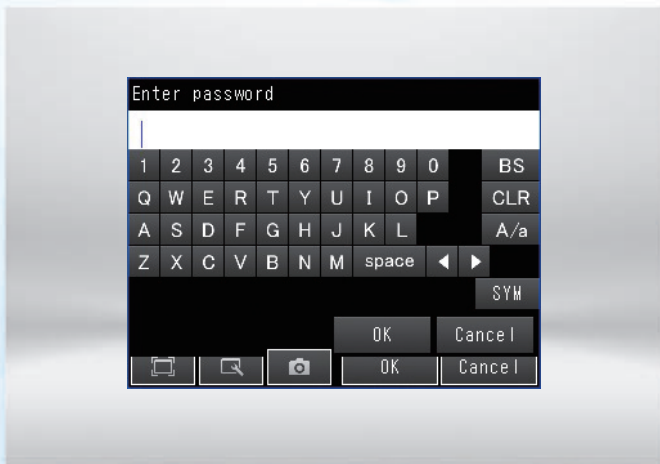 Enter password
1 2 3 4 5 6 7 8 9 0 BS
Q W E R T Y U I O P CLR
A S D F G H J K L A/a
Z X C V B N M space ◀ ▶
SYM
OK Cancel
OK Cancel